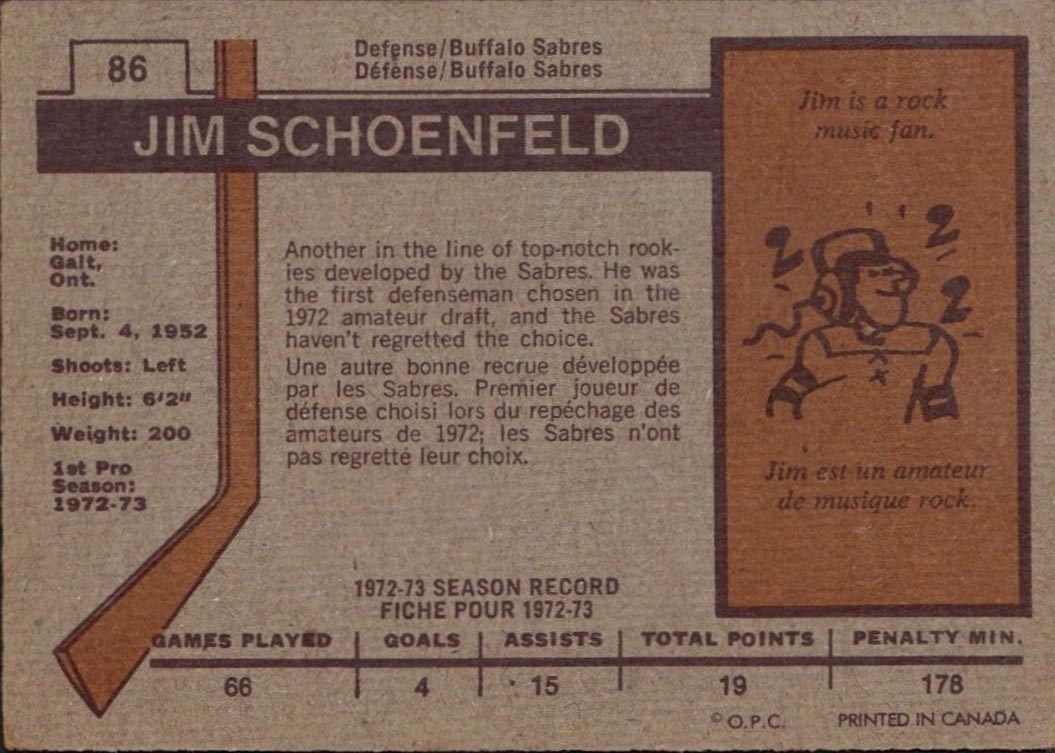 86
Defense/Buffalo Sabres
Défense/Buffalo Sabres
JIM SCHOENFELD
Home:
Galt,
Ont.
Born:
Sept. 4, 1952
Shoots: Left
Height: 6'2"
Weight: 200
1st Pro
Season:
1972-73
Another in the line of top-notch rook-
ies developed by the Sabres. He was
the first defenseman chosen in the
1972 amateur draft, and the Sabres
haven't regretted the choice.
Une autre bonne recrue développée
par les Sabres. Premier joueur de
défense choisi lors du repéchage des
amateurs de 1972; les Sabres n'ont
pas regretté leur choix.
Jim is a rock
music fan.
Jim est un amateur
de musique rock.
1972-73 SEASON RECORD
FICHE POUR 1972-73
GAMES PLAYED | GOALS | ASSISTS | TOTAL POINTS | PENALTY MIN.
66 | 4 | 15 | 19 | 178
© O.P.C. PRINTED IN CANADA